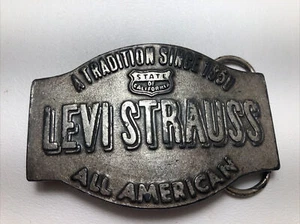 A TRADITION SINCE 1850
STATE
OF
CALIFORNIA
LEVI STRAUSS
ALL AMERICAN